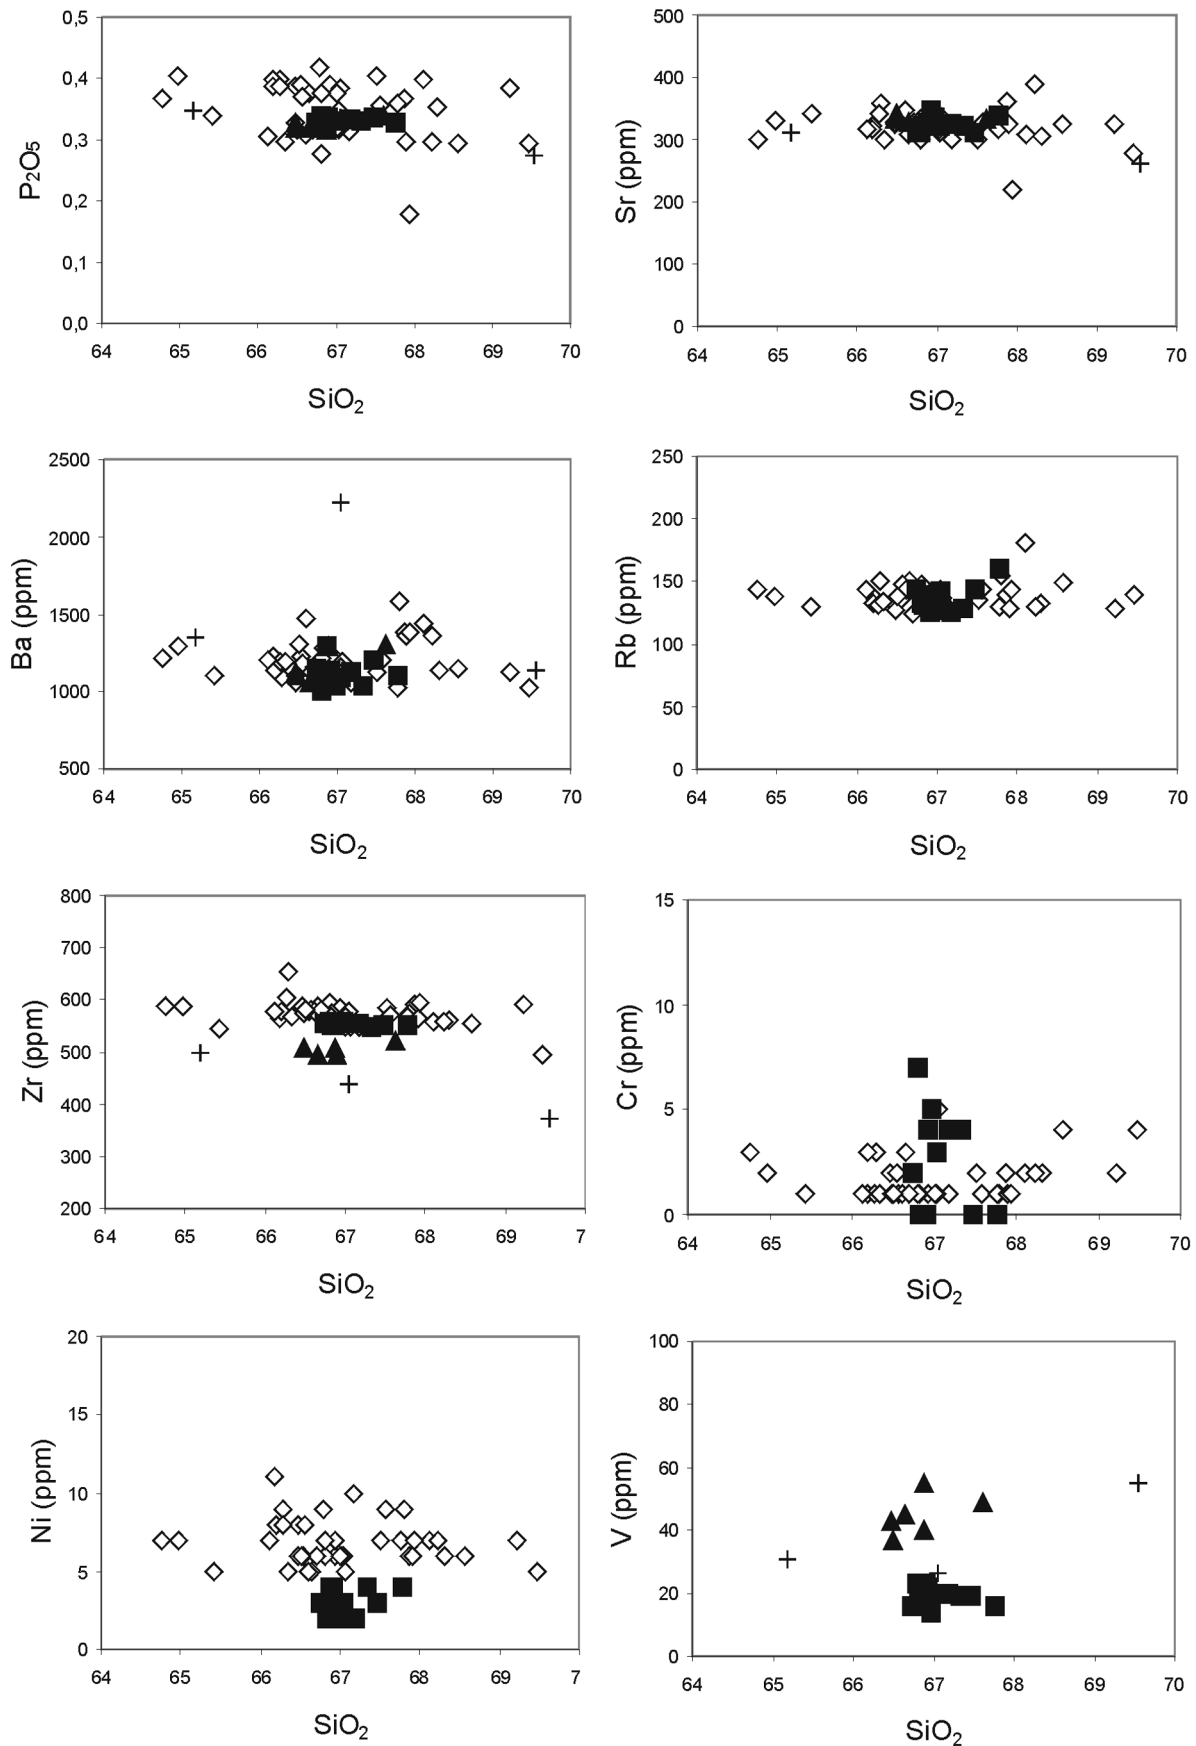 0,5
0,4
0,3
0,2
0,1
0,0
P₂O₅
64 65 66 67 68 69 70
SiO₂
500
400
300
200
100
0
Sr (ppm)
64 65 66 67 68 69 70
SiO₂
2500
2000
1500
1000
500
Ba (ppm)
64 65 66 67 68 69 70
SiO₂
250
200
150
100
50
0
Rb (ppm)
64 65 66 67 68 69 70
SiO₂
800
700
600
500
400
300
200
Zr (ppm)
64 65 66 67 68 69 7
SiO₂
15
10
5
0
Cr (ppm)
64 65 66 67 68 69 70
SiO₂
20
15
10
5
0
Ni (ppm)
64 65 66 67 68 69 7
SiO₂
100
80
60
40
20
0
V (ppm)
64 65 66 67 68 69 70
SiO₂